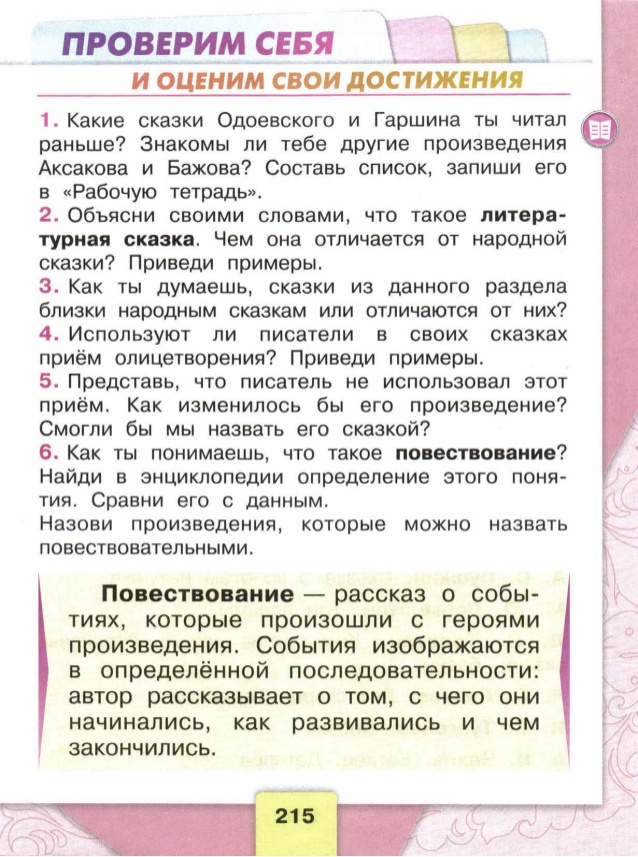 ПРОВЕРИМ СЕБЯ
И ОЦЕНИМ СВОИ ДОСТИЖЕНИЯ
1. Какие сказки Одоевского и Гаршина ты читал
раньше? Знакомы ли тебе другие произведения
Аксакова и Бажова? Составь список, запиши его
в «Рабочую тетрадь».
2. Объясни своими словами, что такое литера-
турная сказка. Чем она отличается от народной
сказки? Приведи примеры.
3. Как ты думаешь, сказки из данного раздела
близки народным сказкам или отличаются от них?
4. Используют ли писатели в своих сказках
приём олицетворения? Приведи примеры.
5. Представь, что писатель не использовал этот
приём. Как изменилось бы его произведение?
Смогли бы мы назвать его сказкой?
6. Как ты понимаешь, что такое повествование?
Найди в энциклопедии определение этого поня-
тия. Сравни его с данным.
Назови произведения, которые можно назвать
повествовательными.
Повествование — рассказ о собы-
тиях, которые произошли с героями
произведения. События изображаются
в определённой последовательности:
автор рассказывает о том, с чего они
начинались, как развивались и чем
закончились.
215